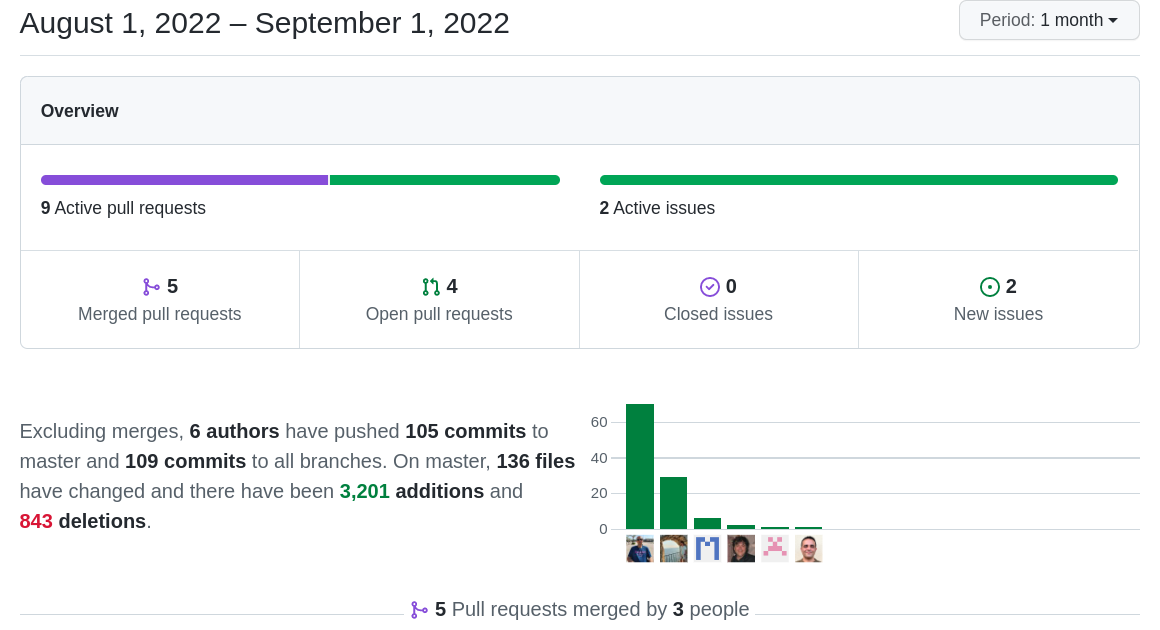 August 1, 2022 – September 1, 2022
Period: 1 month
Overview
9 Active pull requests
2 Active issues
5
Merged pull requests
4
Open pull requests
0
Closed issues
2
New issues
Excluding merges, 6 authors have pushed 105 commits to
master and 109 commits to all branches. On master, 136 files
have changed and there have been 3,201 additions and
843 deletions.
60
40
20
0
5 Pull requests merged by 3 people